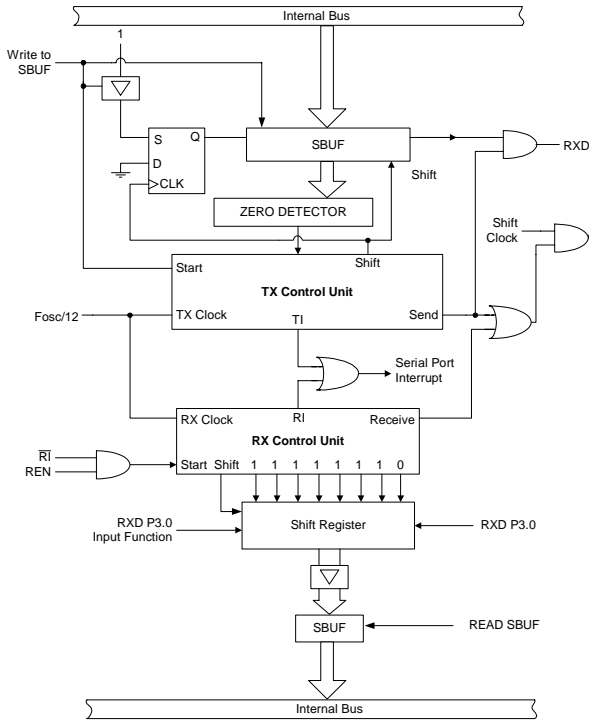 Internal Bus
1
Write to
SBUF
S
Q
D
CLK
SBUF
RXD
Shift
ZERO DETECTOR
Shift
Clock
Start
Shift
TX Control Unit
Fosc/12
TX Clock
TI
Send
Serial Port
Interrupt
RX Clock
RI
Receive
RX Control Unit
R̅I̅
REN
Start Shift 1 1 1 1 1 1 1 0
RXD P3.0
Input Function
Shift Register
RXD P3.0
SBUF
READ SBUF
Internal Bus